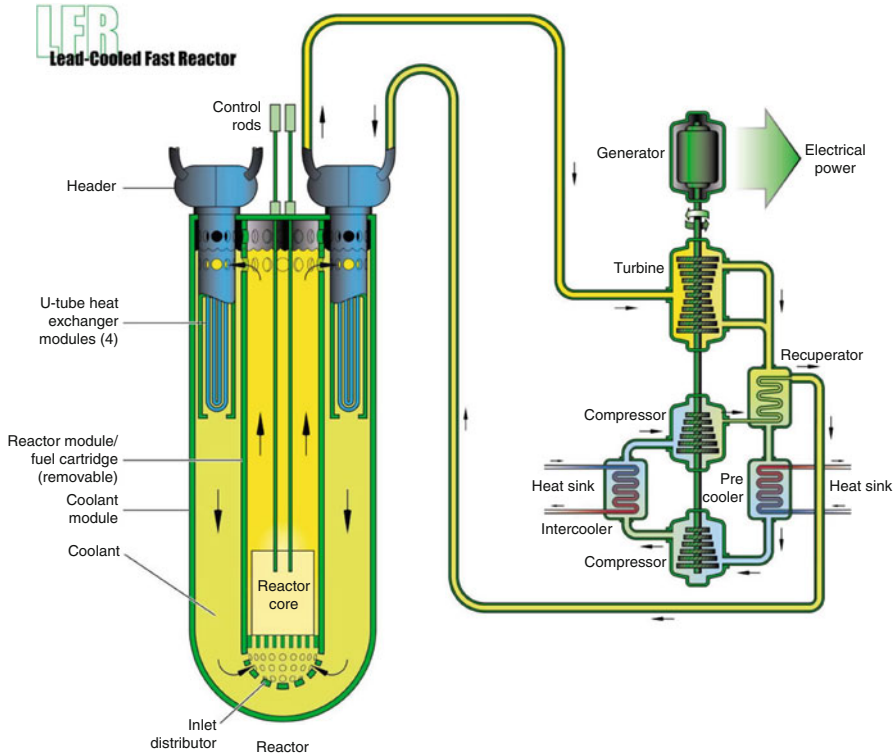 LFR
Lead-Cooled Fast Reactor
Control
rods
Header
U-tube heat
exchanger
modules (4)
Reactor module/
fuel cartridge
(removable)
Coolant
module
Coolant
Reactor
core
Inlet
distributor
Reactor
Generator
Electrical
power
Turbine
Recuperator
Compressor
Heat sink
Pre
cooler
Heat sink
Intercooler
Compressor